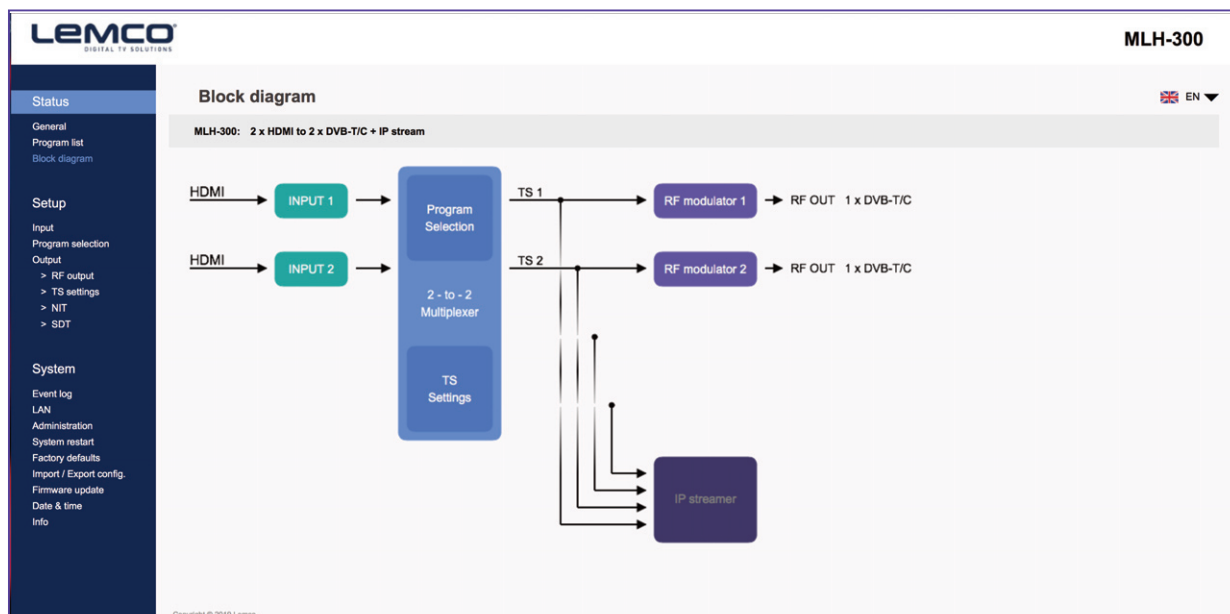 LEMCO
DIGITAL TV SOLUTIONS
MLH-300
Status
General
Program list
Block diagram
Setup
Input
Program selection
Output
> RF output
> TS settings
> NIT
> SDT
System
Event log
LAN
Administration
System restart
Factory defaults
Import / Export config.
Firmware update
Date & time
Info
Block diagram
EN
MLH-300: 2 x HDMI to 2 x DVB-T/C + IP stream
HDMI
INPUT 1
HDMI
INPUT 2
Program
Selection
2 - to - 2
Multiplexer
TS
Settings
TS 1
RF modulator 1
RF OUT 1 x DVB-T/C
TS 2
RF modulator 2
RF OUT 1 x DVB-T/C
IP streamer